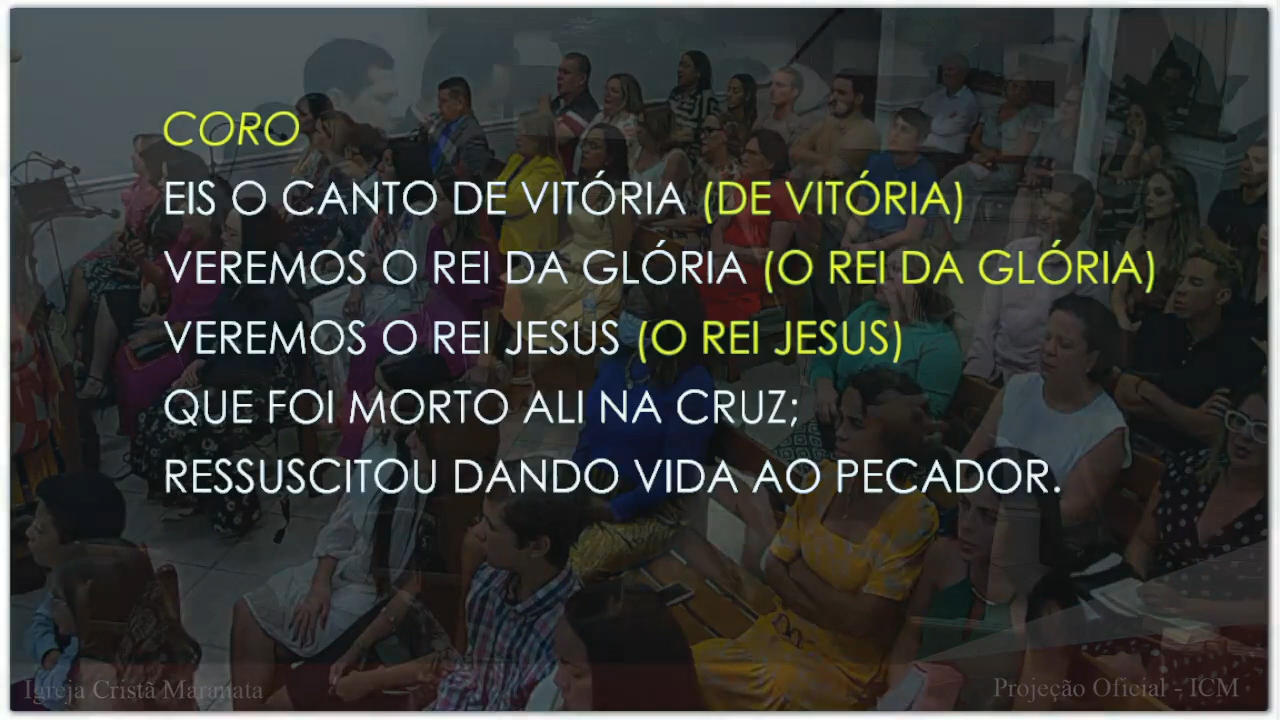 CORO
EIS O CANTO DE VITÓRIA (DE VITÓRIA)
VEREMOS O REI DA GLÓRIA (O REI DA GLÓRIA)
VEREMOS O REI JESUS (O REI JESUS)
QUE FOI MORTO ALI NA CRUZ;
RESSUSCITOU DANDO VIDA AO PECADOR.
Igreja Cristã Maranata
Projeção Oficial - ICM